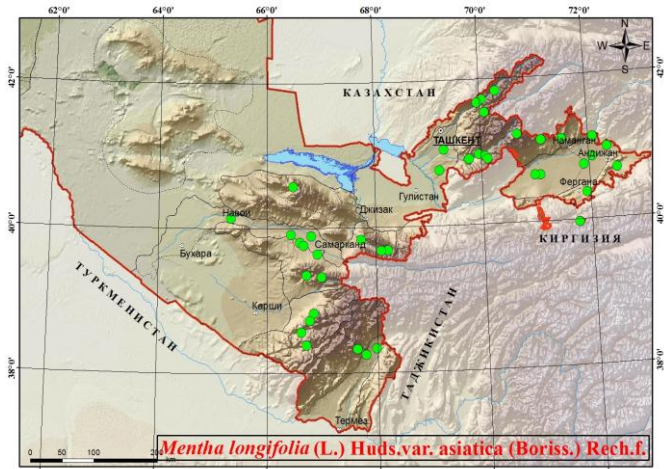 62°0'
64°0'
66°0'
68°0'
70°0'
72°0'
N
W E
S
42°0'
42°0'
КАЗАХСТАН
ТАШКЕНТ
Наманган
Андижан
Гулистан
Фергана
Джизак
Навои
40°0'
40°0'
КИРГИЗИЯ
Самарканд
Бухара
ТУРКМЕНИСТАН
Карши
ТАДЖИКИСТАН
38°0'
38°0'
Термез
0 50 100 200
km
Mentha longifolia (L.) Huds.var. asiatica (Boriss.) Rech.f.